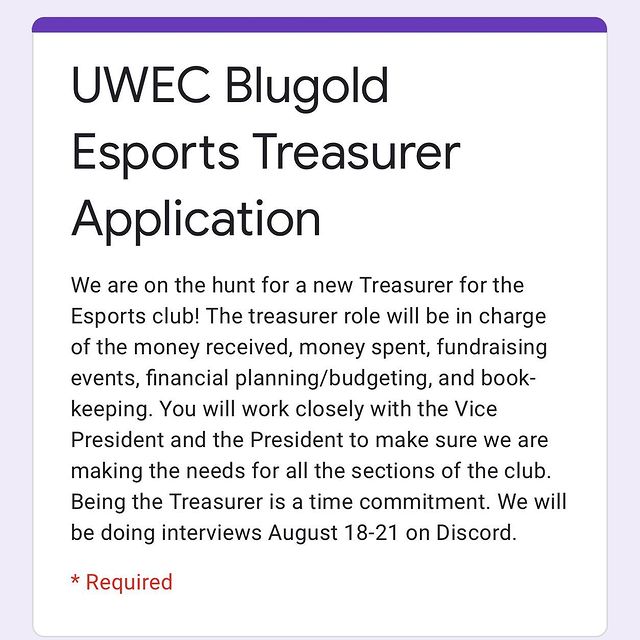 UWEC Blugold
Esports Treasurer
Application
We are on the hunt for a new Treasurer for the
Esports club! The treasurer role will be in charge
of the money received, money spent, fundraising
events, financial planning/budgeting, and book-
keeping. You will work closely with the Vice
President and the President to make sure we are
making the needs for all the sections of the club.
Being the Treasurer is a time commitment. We will
be doing interviews August 18-21 on Discord.
* Required